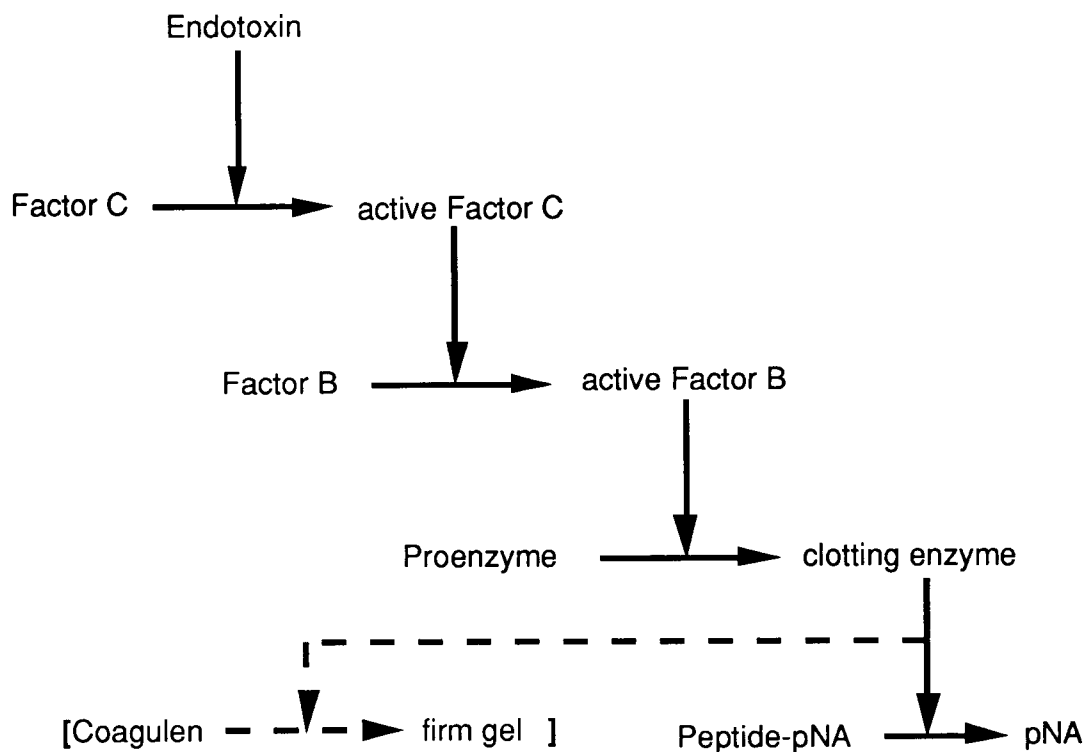 Endotoxin
Factor C active Factor C
Factor B active Factor B
Proenzyme clotting enzyme
[Coagulen firm gel ] Peptide-pNA pNA